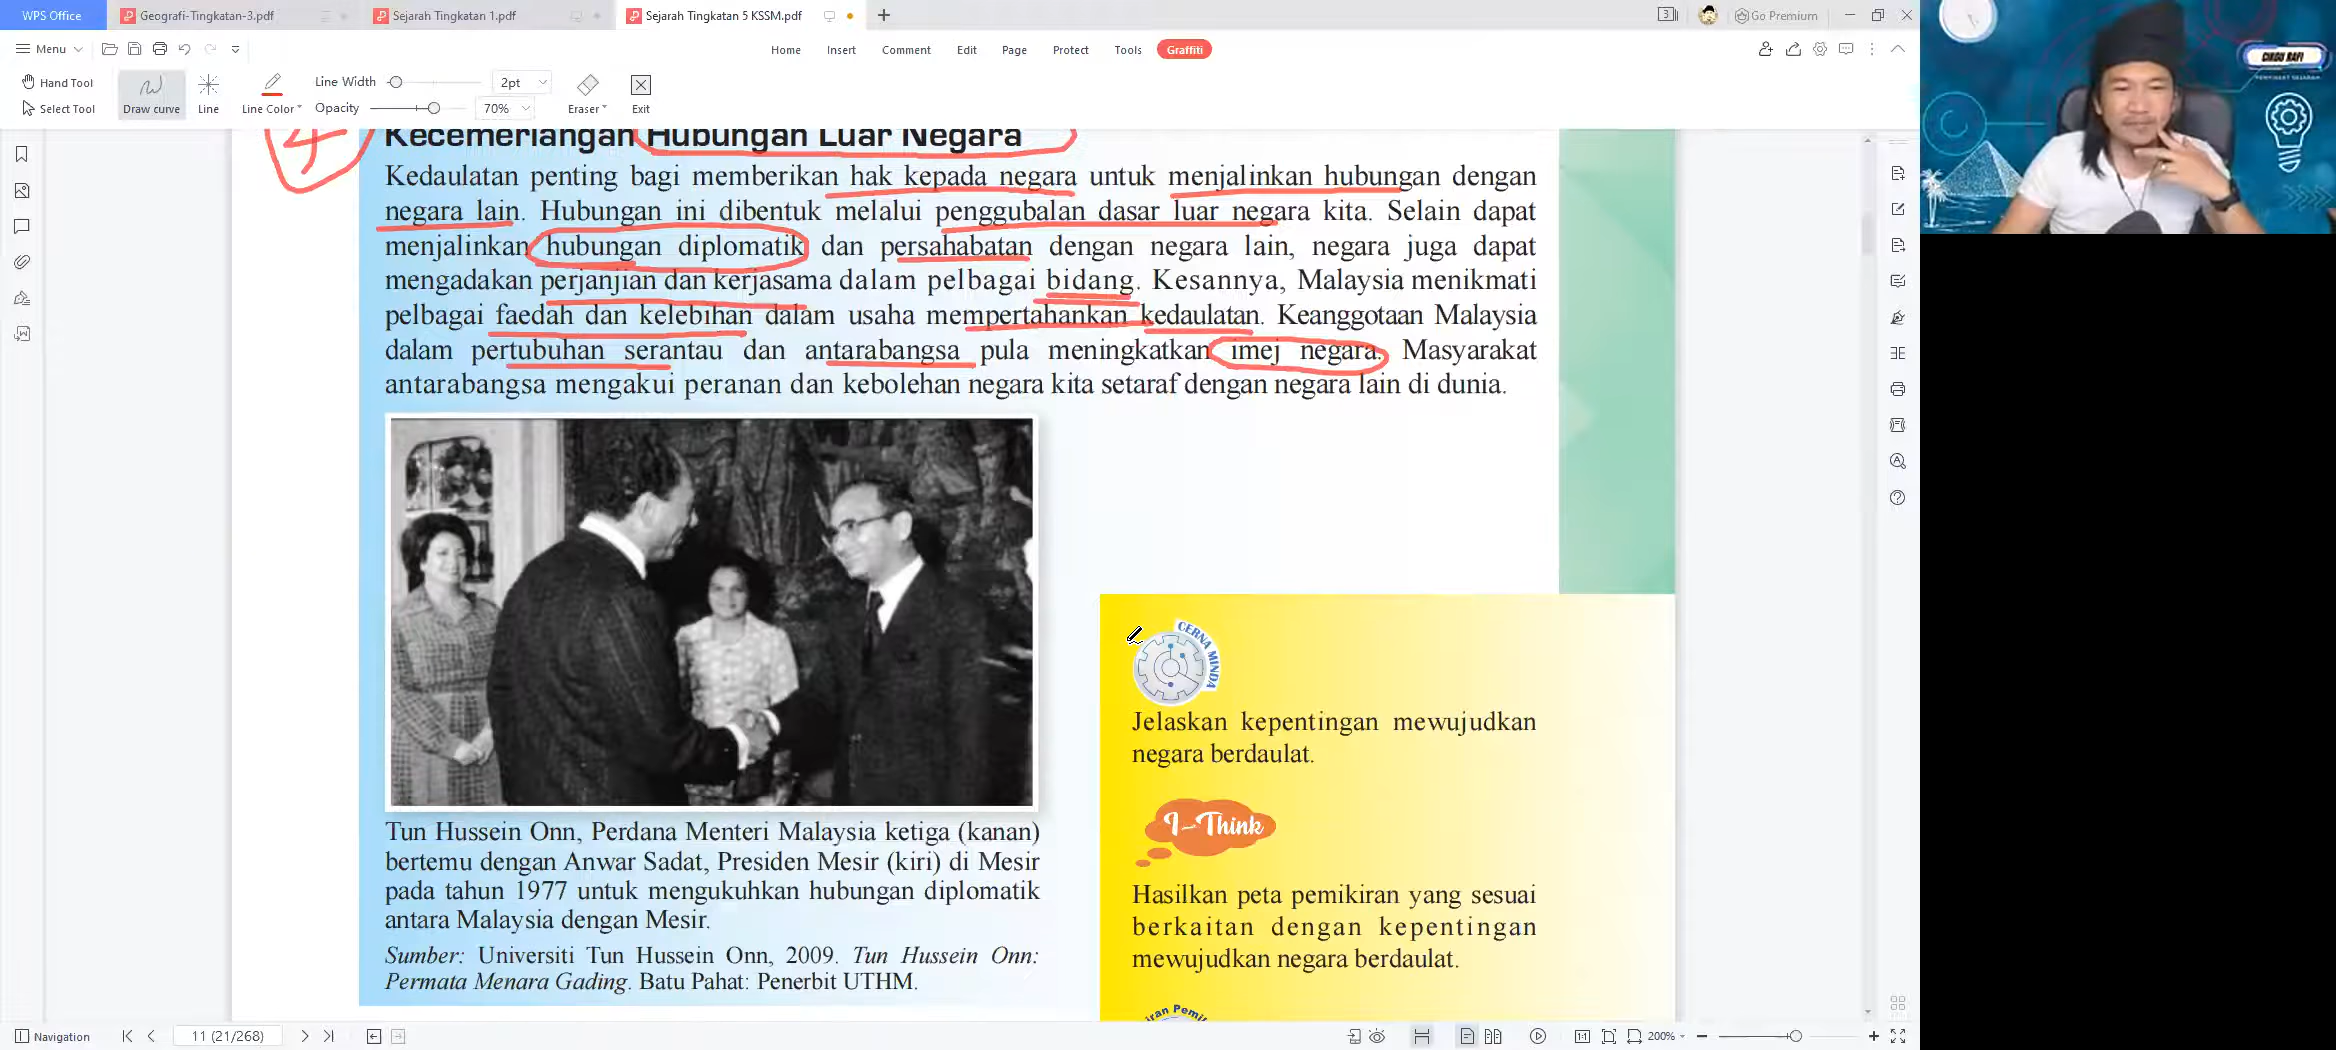 WPS Office
Geografi-Tingkatan-3.pdf
Sejarah Tingkatan 1.pdf
Sejarah Tingkatan 5 KSSM.pdf
Go Premium
Menu
Home
Insert
Comment
Edit
Page
Protect
Tools
Graffiti
Hand Tool
Select Tool
Draw curve
Line
Line Color
Line Width
2pt
Opacity
70%
Eraser
Exit
CIKGU RAFI
Kecemerlangan Hubungan Luar Negara
Kedaulatan penting bagi memberikan hak kepada negara untuk menjalinkan hubungan dengan
negara lain. Hubungan ini dibentuk melalui penggubalan dasar luar negara kita. Selain dapat
menjalinkan hubungan diplomatik dan persahabatan dengan negara lain, negara juga dapat
mengadakan perjanjian dan kerjasama dalam pelbagai bidang. Kesannya, Malaysia menikmati
pelbagai faedah dan kelebihan dalam usaha mempertahankan kedaulatan. Keanggotaan Malaysia
dalam pertubuhan serantau dan antarabangsa pula meningkatkan imej negara. Masyarakat
antarabangsa mengakui peranan dan kebolehan negara kita setaraf dengan negara lain di dunia.
Tun Hussein Onn, Perdana Menteri Malaysia ketiga (kanan)
bertemu dengan Anwar Sadat, Presiden Mesir (kiri) di Mesir
pada tahun 1977 untuk mengukuhkan hubungan diplomatik
antara Malaysia dengan Mesir.
Sumber: Universiti Tun Hussein Onn, 2009. Tun Hussein Onn:
Permata Menara Gading. Batu Pahat: Penerbit UTHM.
CERNA MINDA
Jelaskan kepentingan mewujudkan
negara berdaulat.
I-Think
Hasilkan peta pemikiran yang sesuai
berkaitan dengan kepentingan
mewujudkan negara berdaulat.
Navigation
11 (21/268)
200%